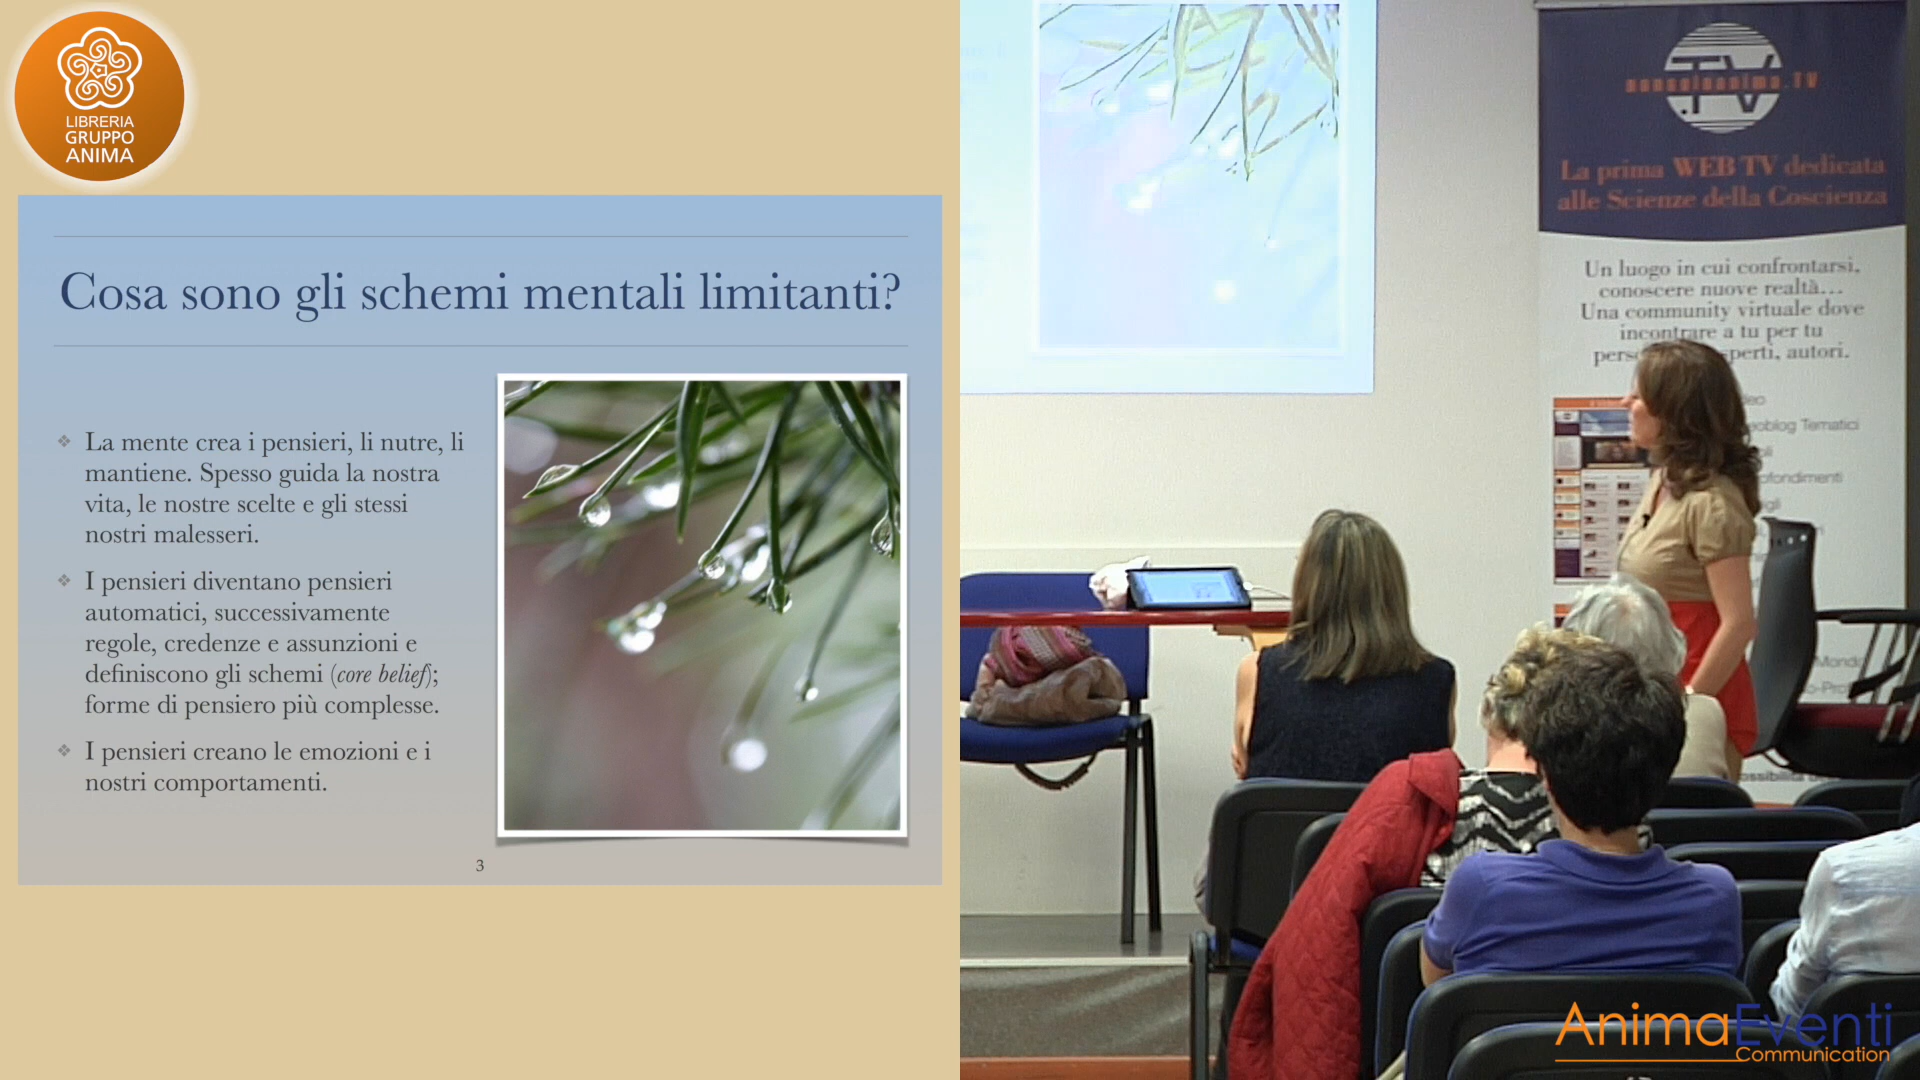 LIBRERIA
GRUPPO
ANIMA
Cosa sono gli schemi mentali limitanti?
❖ La mente crea i pensieri, li nutre, li
mantiene. Spesso guida la nostra
vita, le nostre scelte e gli stessi
nostri malesseri.
❖ I pensieri diventano pensieri
automatici, successivamente
regole, credenze e assunzioni e
definiscono gli schemi (core belief);
forme di pensiero più complesse.
❖ I pensieri creano le emozioni e i
nostri comportamenti.
3
.TV
La prima WEB TV dedicata
alle Scienze della Coscienza
Un luogo in cui confrontarsi,
conoscere nuove realtà...
Una community virtuale dove
incontrare a tu per tu
perti, autori.
Tematici
AnimaEventi
Communication